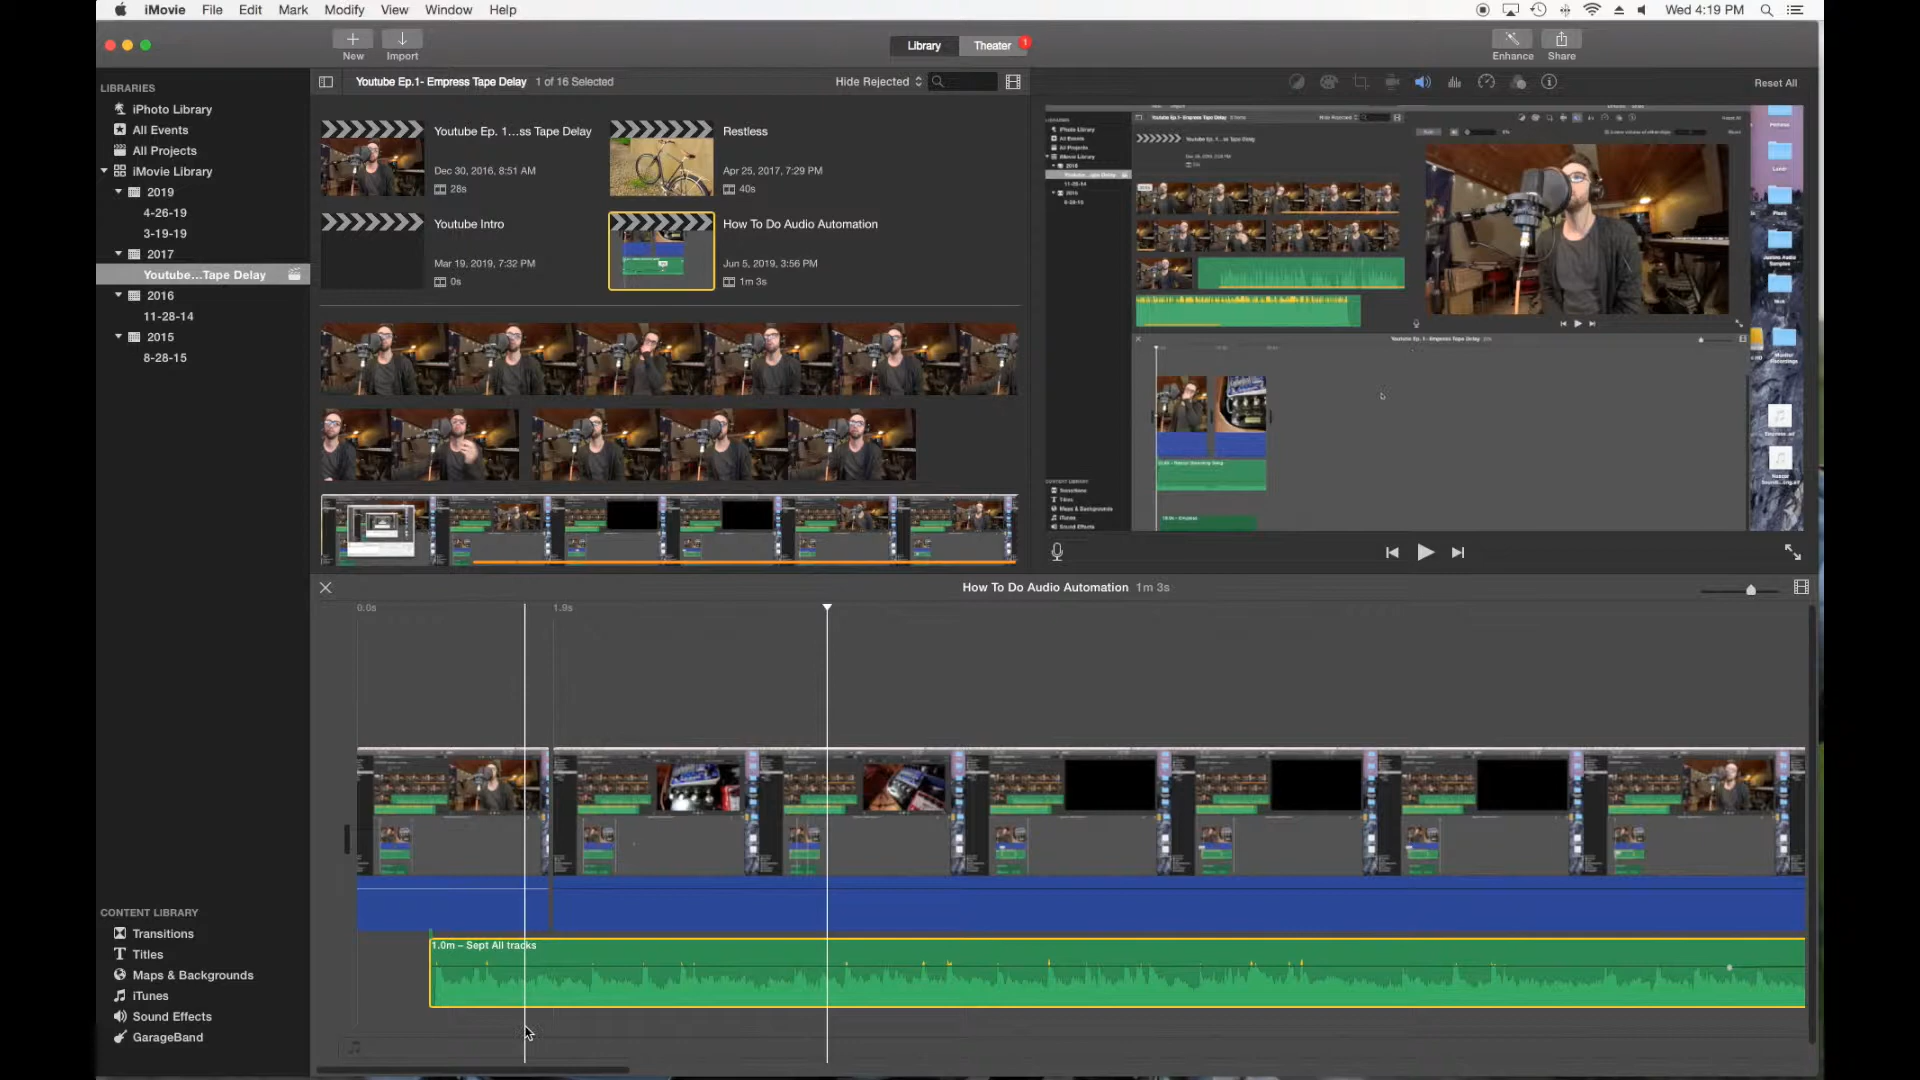 iMovie File Edit Mark Modify View Window Help
Wed 4:19 PM
New Import
Library Theater 1
Enhance Share
LIBRARIES
iPhoto Library
All Events
All Projects
iMovie Library
2019
4-26-19
3-19-19
2017
Youtube...Tape Delay
2016
11-28-14
2015
8-28-15
Youtube Ep.1- Empress Tape Delay 1 of 16 Selected
Hide Rejected
Reset All
Youtube Ep. 1...ss Tape Delay
Dec 30, 2016, 8:51 AM
28s
Restless
Apr 25, 2017, 7:29 PM
40s
Youtube Intro
Mar 19, 2019, 7:32 PM
0s
How To Do Audio Automation
Jun 5, 2019, 3:56 PM
1m 3s
How To Do Audio Automation 1m 3s
0.0s 1.9s
1.0m – Sept All tracks
CONTENT LIBRARY
Transitions
Titles
Maps & Backgrounds
iTunes
Sound Effects
GarageBand